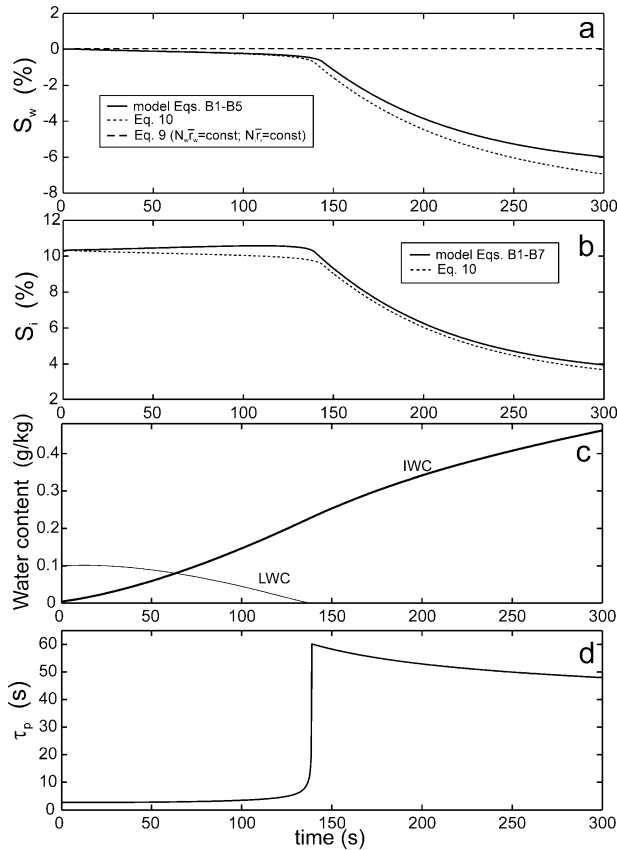 2
a
0
-2
-4
-6
-8
S_w (%)
model Eqs. B1-B5
Eq. 10
Eq. 9 (N_w r̅_w=const; N_i r̅_i=const)
0 50 100 150 200 250 300
12
b
10
8
6
4
2
S_i (%)
model Eqs. B1-B7
Eq. 10
0 50 100 150 200 250 300
c
0.4
0.3
0.2
0.1
0
Water content (g/kg)
IWC
LWC
0 50 100 150 200 250 300
d
60
50
40
30
20
10
0
τ_p (s)
0 50 100 150 200 250 300
time (s)